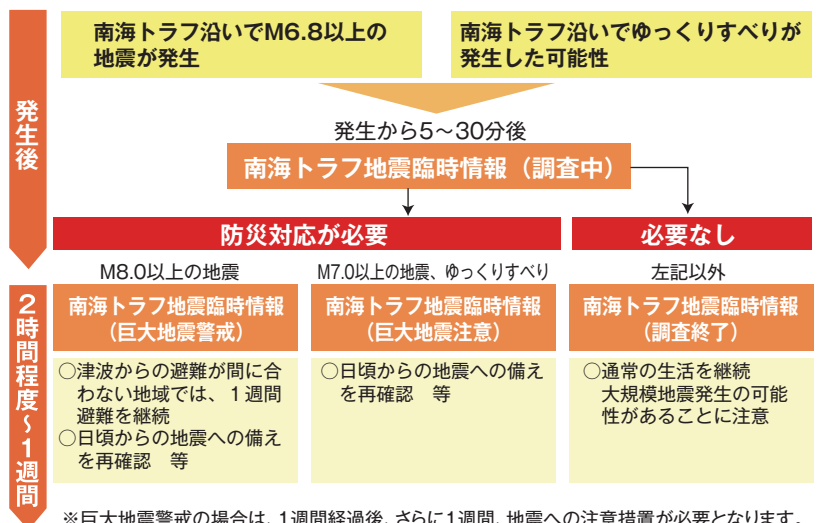 南海トラフ沿いでM6.8以上の
地震が発生
南海トラフ沿いでゆっくりすべりが
発生した可能性
発生後
発生から5〜30分後
南海トラフ地震臨時情報（調査中）
防災対応が必要
必要なし
M8.0以上の地震
M7.0以上の地震、ゆっくりすべり
左記以外
2時間程度〜1週間
南海トラフ地震臨時情報
（巨大地震警戒）
南海トラフ地震臨時情報
（巨大地震注意）
南海トラフ地震臨時情報
（調査終了）
○津波からの避難が間に合
わない地域では、1週間
避難を継続
○日頃からの地震への備え
を再確認　等
○日頃からの地震への備え
を再確認　等
○通常の生活を継続
大規模地震発生の可能
性があることに注意
※巨大地震警戒の場合は、1週間経過後、さらに1週間、地震への注意措置が必要となります。